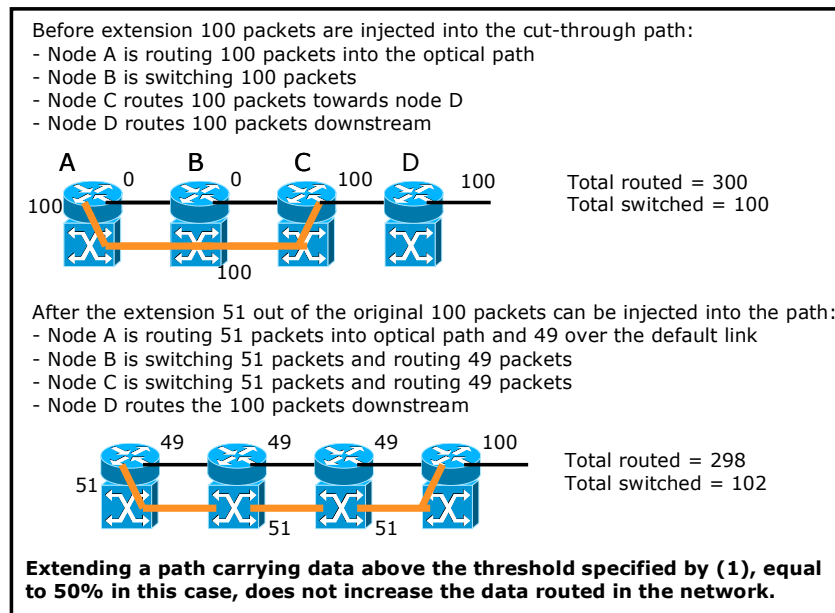 Before extension 100 packets are injected into the cut-through path:
- Node A is routing 100 packets into the optical path
- Node B is switching 100 packets
- Node C routes 100 packets towards node D
- Node D routes 100 packets downstream
A B C D
0 0 100 100
Total routed = 300
100
Total switched = 100
100
After the extension 51 out of the original 100 packets can be injected into the path:
- Node A is routing 51 packets into optical path and 49 over the default link
- Node B is switching 51 packets and routing 49 packets
- Node C is switching 51 packets and routing 49 packets
- Node D routes the 100 packets downstream
49 49 49 100
Total routed = 298
51
Total switched = 102
51 51
Extending a path carrying data above the threshold specified by (1), equal
to 50% in this case, does not increase the data routed in the network.